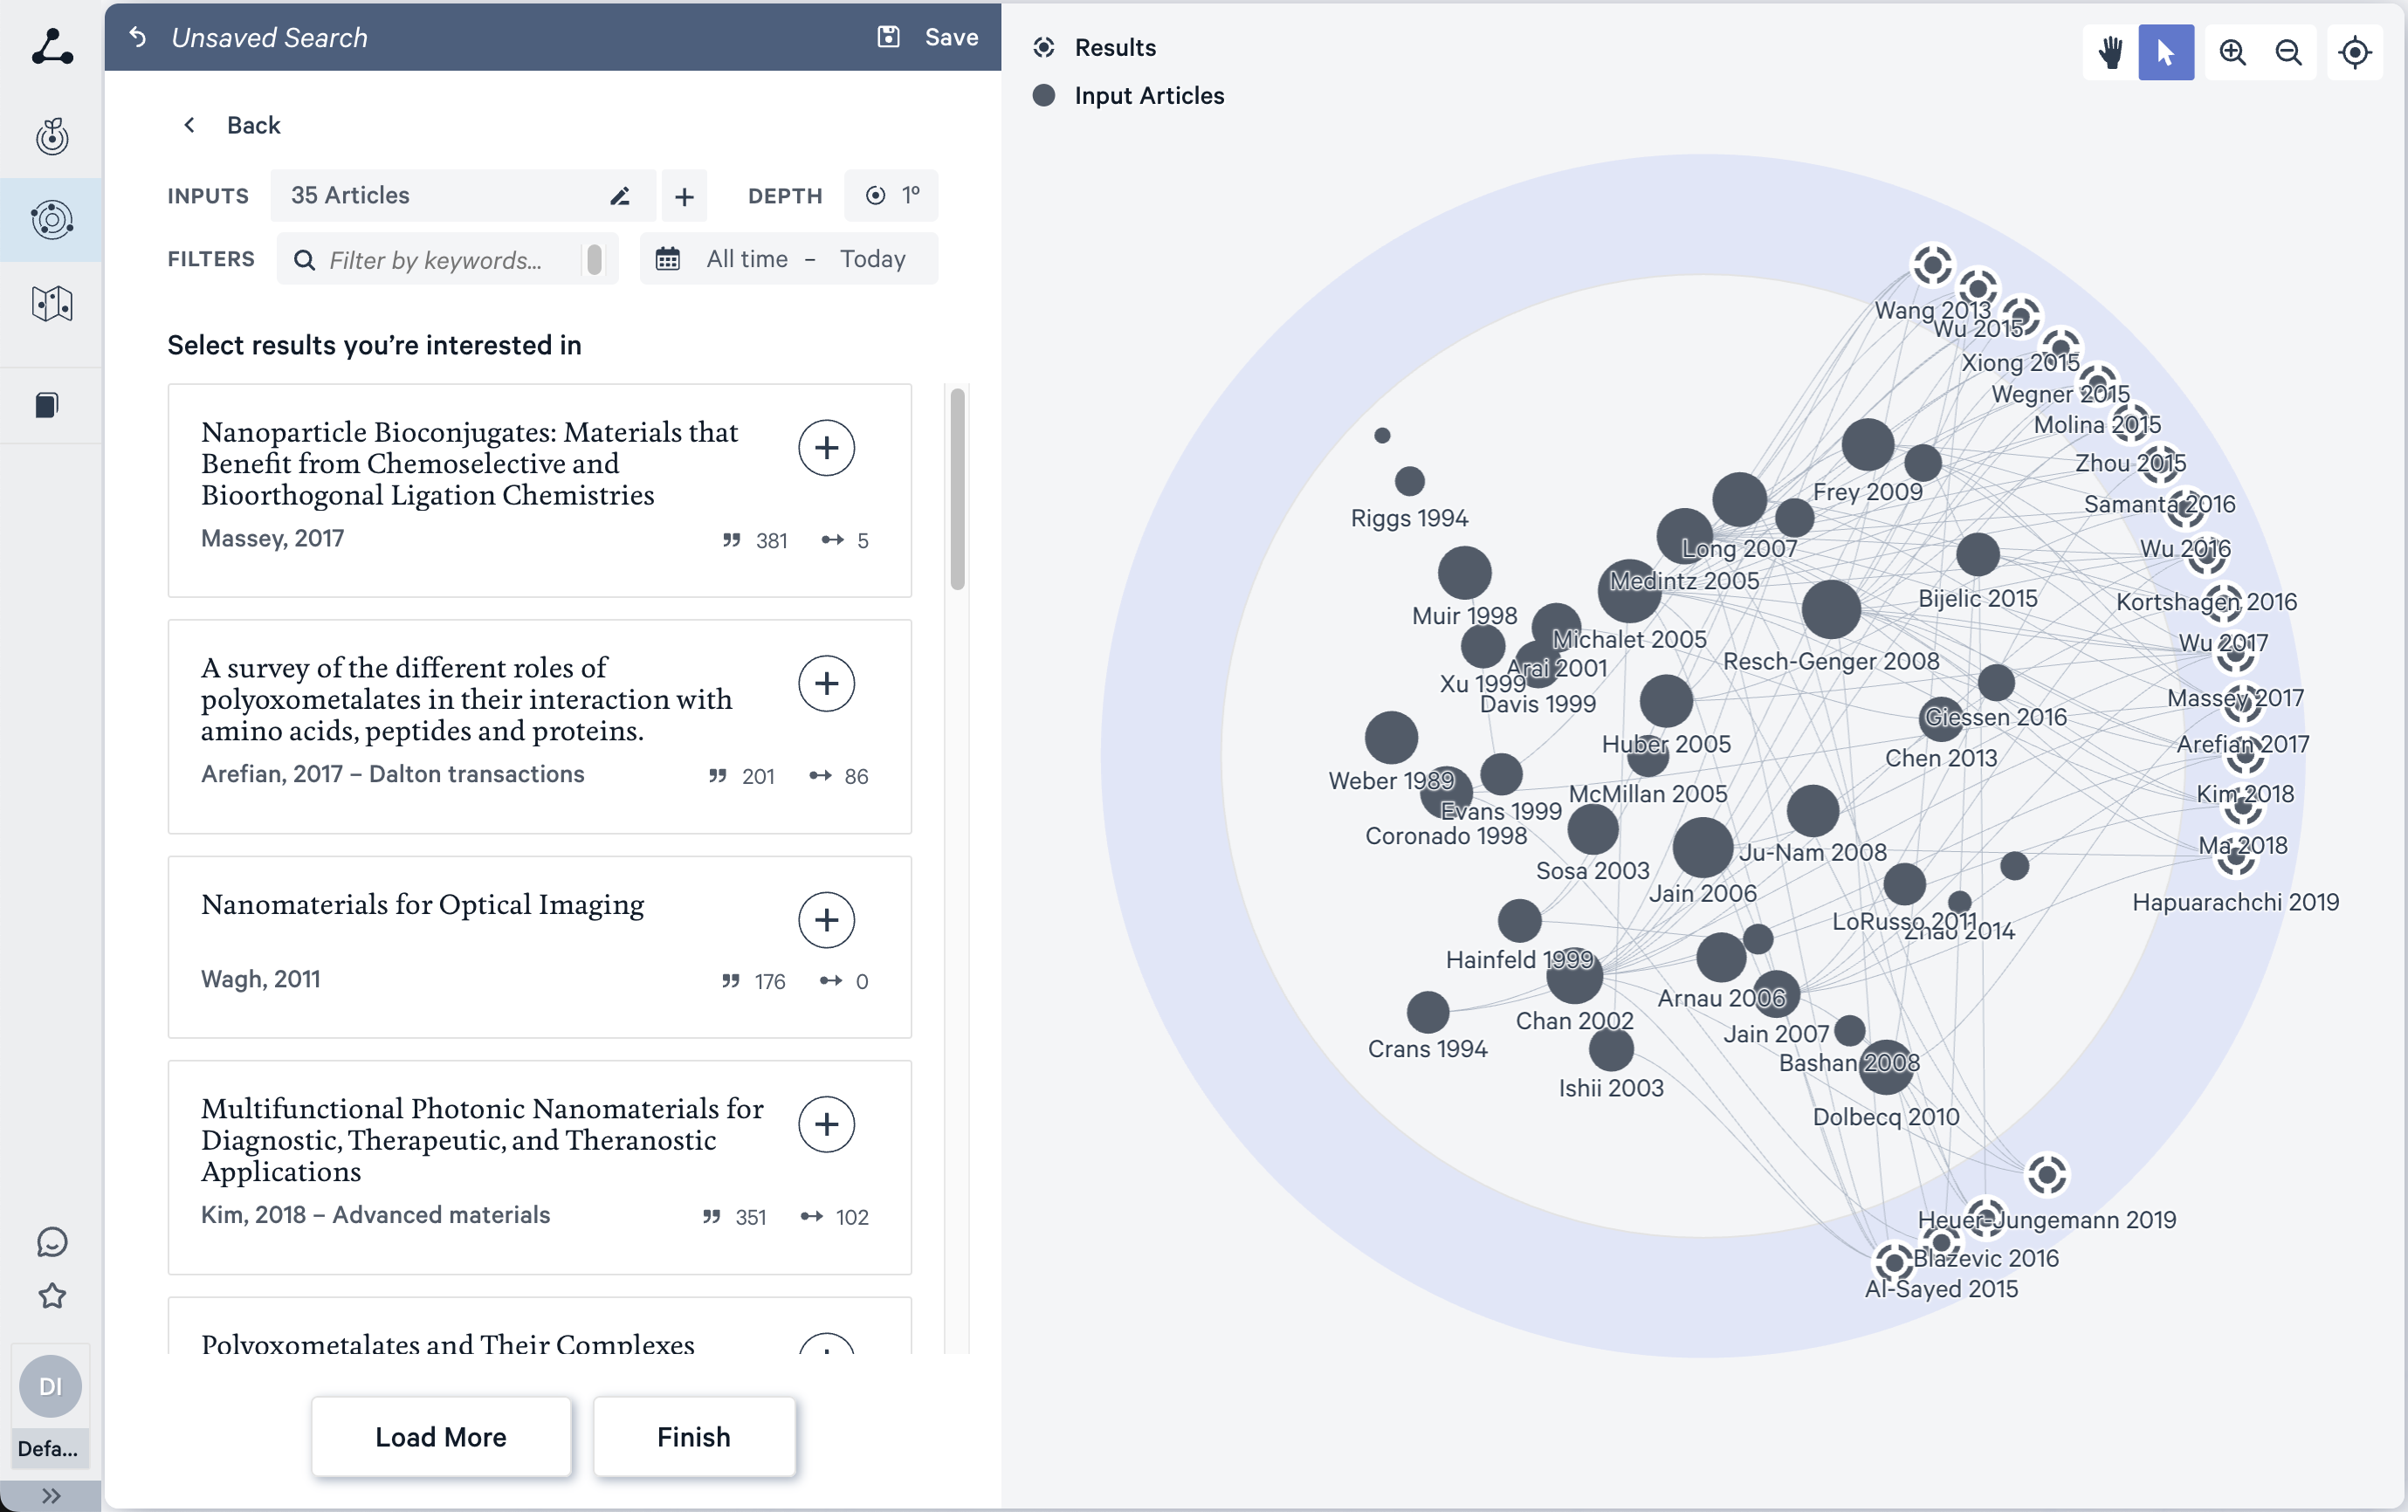 Unsaved Search
Save
Back
INPUTS
35 Articles
DEPTH
1º
FILTERS
Filter by keywords...
All time – Today
Select results you’re interested in
Nanoparticle Bioconjugates: Materials that
Benefit from Chemoselective and
Bioorthogonal Ligation Chemistries
Massey, 2017
381
5
A survey of the different roles of
polyoxometalates in their interaction with
amino acids, peptides and proteins.
Arefian, 2017 – Dalton transactions
201
86
Nanomaterials for Optical Imaging
Wagh, 2011
176
0
Multifunctional Photonic Nanomaterials for
Diagnostic, Therapeutic, and Theranostic
Applications
Kim, 2018 – Advanced materials
351
102
Polyoxometalates and Their Complexes
Load More
Finish
DI
Defa...
Results
Input Articles
Wang 2013
Wu 2015
Xiong 2015
Wegner 2015
Molina 2015
Zhou 2015
Samanta 2016
Wu 2016
Kortshagen 2016
Wu 2017
Massey 2017
Arefian 2017
Kim 2018
Ma 2018
Hapuarachchi 2019
Riggs 1994
Frey 2009
Long 2007
Medintz 2005
Bijelic 2015
Muir 1998
Michalet 2005
Resch-Genger 2008
Arai 2001
Xu 1999
Davis 1999
Giessen 2016
Huber 2005
Chen 2013
Weber 1989
McMillan 2005
Evans 1999
Coronado 1998
Ju-Nam 2008
Sosa 2003
Jain 2006
LoRusso 2011
Zhao 2014
Hainfeld 1999
Arnau 2006
Chan 2002
Jain 2007
Crans 1994
Bashan 2008
Ishii 2003
Dolbecq 2010
Heuer-Jungemann 2019
Blazevic 2016
Al-Sayed 2015